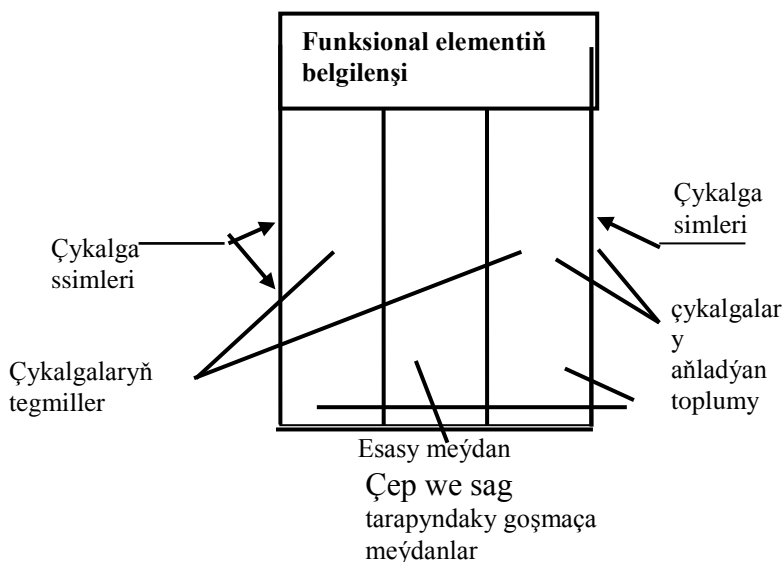 Funksional elementiň
belgilenşi
Çykalga
simleri
Çykalga
ssimleri
çykalgalar
y
aňladýan
toplumy
Çykalgalaryň
tegmiller
Esasy meýdan
Çep we sag
tarapyndaky goşmaça
meýdanlar